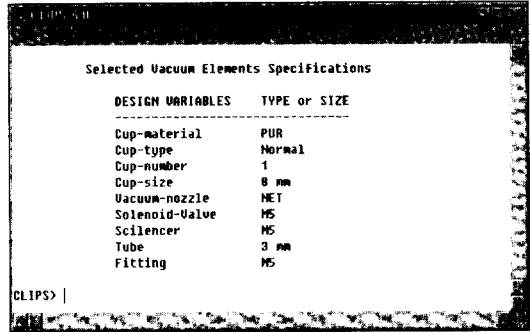 Selected Vacuum Elements Specifications
DESIGN VARIABLES TYPE or SIZE
Cup-material PUR
Cup-type Normal
Cup-number 1
Cup-size 8 mm
Vacuum-nozzle NET
Solenoid-Valve M5
Scilencer M5
Tube 3 mm
Fitting M5
CLIPS>